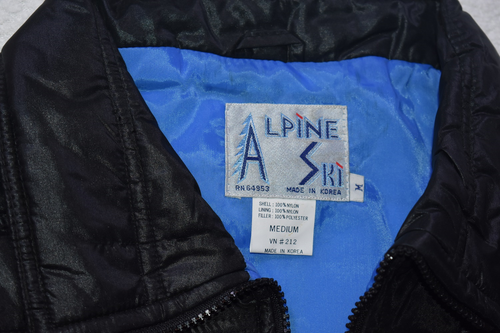 ALPiNE
SKi
RN 64953 MADE IN KOREA
M
SHELL : 100% NYLON
LINING : 100% NYLON
FILLER : 100% POLYESTER
MEDIUM
VN # 212
MADE IN KOREA